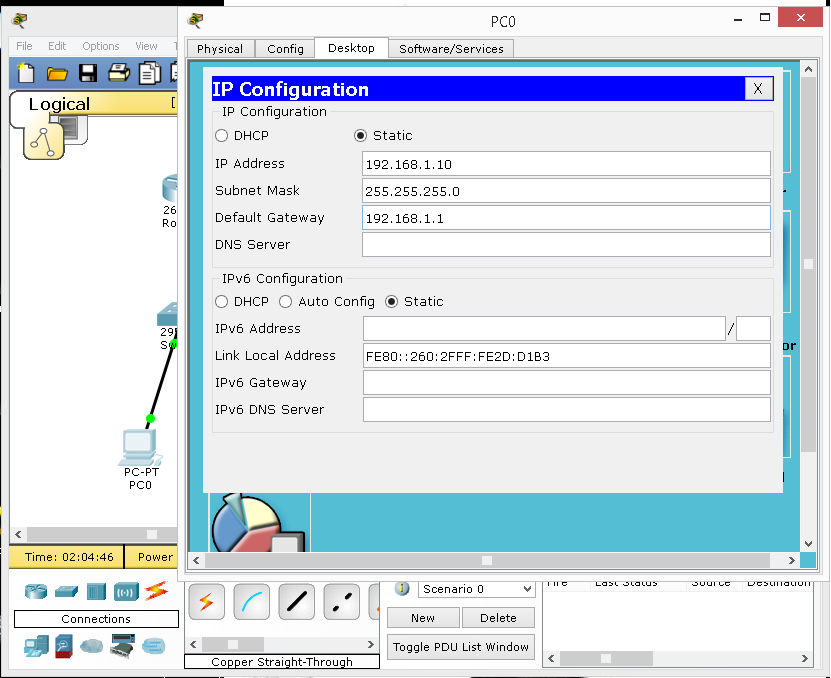 PC0
File Edit Options View
Physical Config Desktop Software/Services
IP Configuration X
IP Configuration
DHCP Static
IP Address 192.168.1.10
Subnet Mask 255.255.255.0
Default Gateway 192.168.1.1
DNS Server
IPv6 Configuration
DHCP Auto Config Static
IPv6 Address /
Link Local Address FE80::260:2FFF:FE2D:D1B3
IPv6 Gateway
IPv6 DNS Server
Logical [
26
Ro
29
S
or
PC-PT
PC0
Time: 02:04:46 Power
Connections
Copper Straight-Through
Scenario 0
New Delete
Toggle PDU List Window
Fire Last Status Source Destination